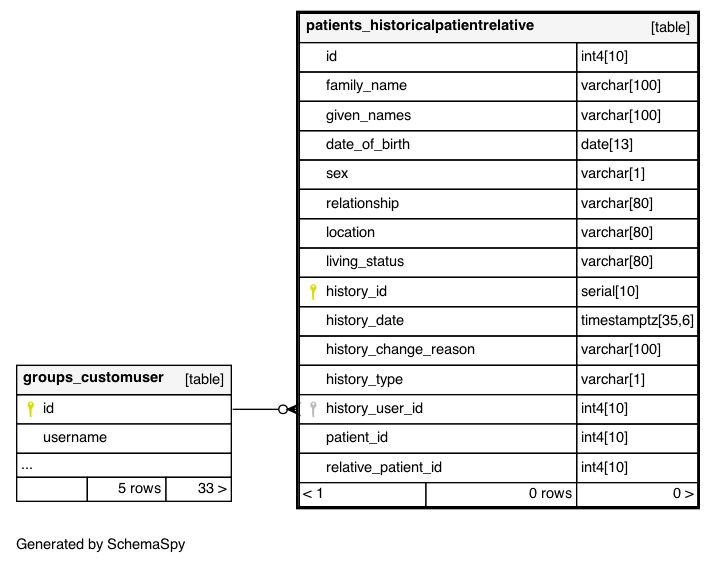 patients_historicalpatientrelative [table]
id int4[10]
family_name varchar[100]
given_names varchar[100]
date_of_birth date[13]
sex varchar[1]
relationship varchar[80]
location varchar[80]
living_status varchar[80]
history_id serial[10]
history_date timestamptz[35,6]
history_change_reason varchar[100]
history_type varchar[1]
history_user_id int4[10]
patient_id int4[10]
relative_patient_id int4[10]
< 1 0 rows 0 >
groups_customuser [table]
id
username
...
5 rows 33 >
Generated by SchemaSpy